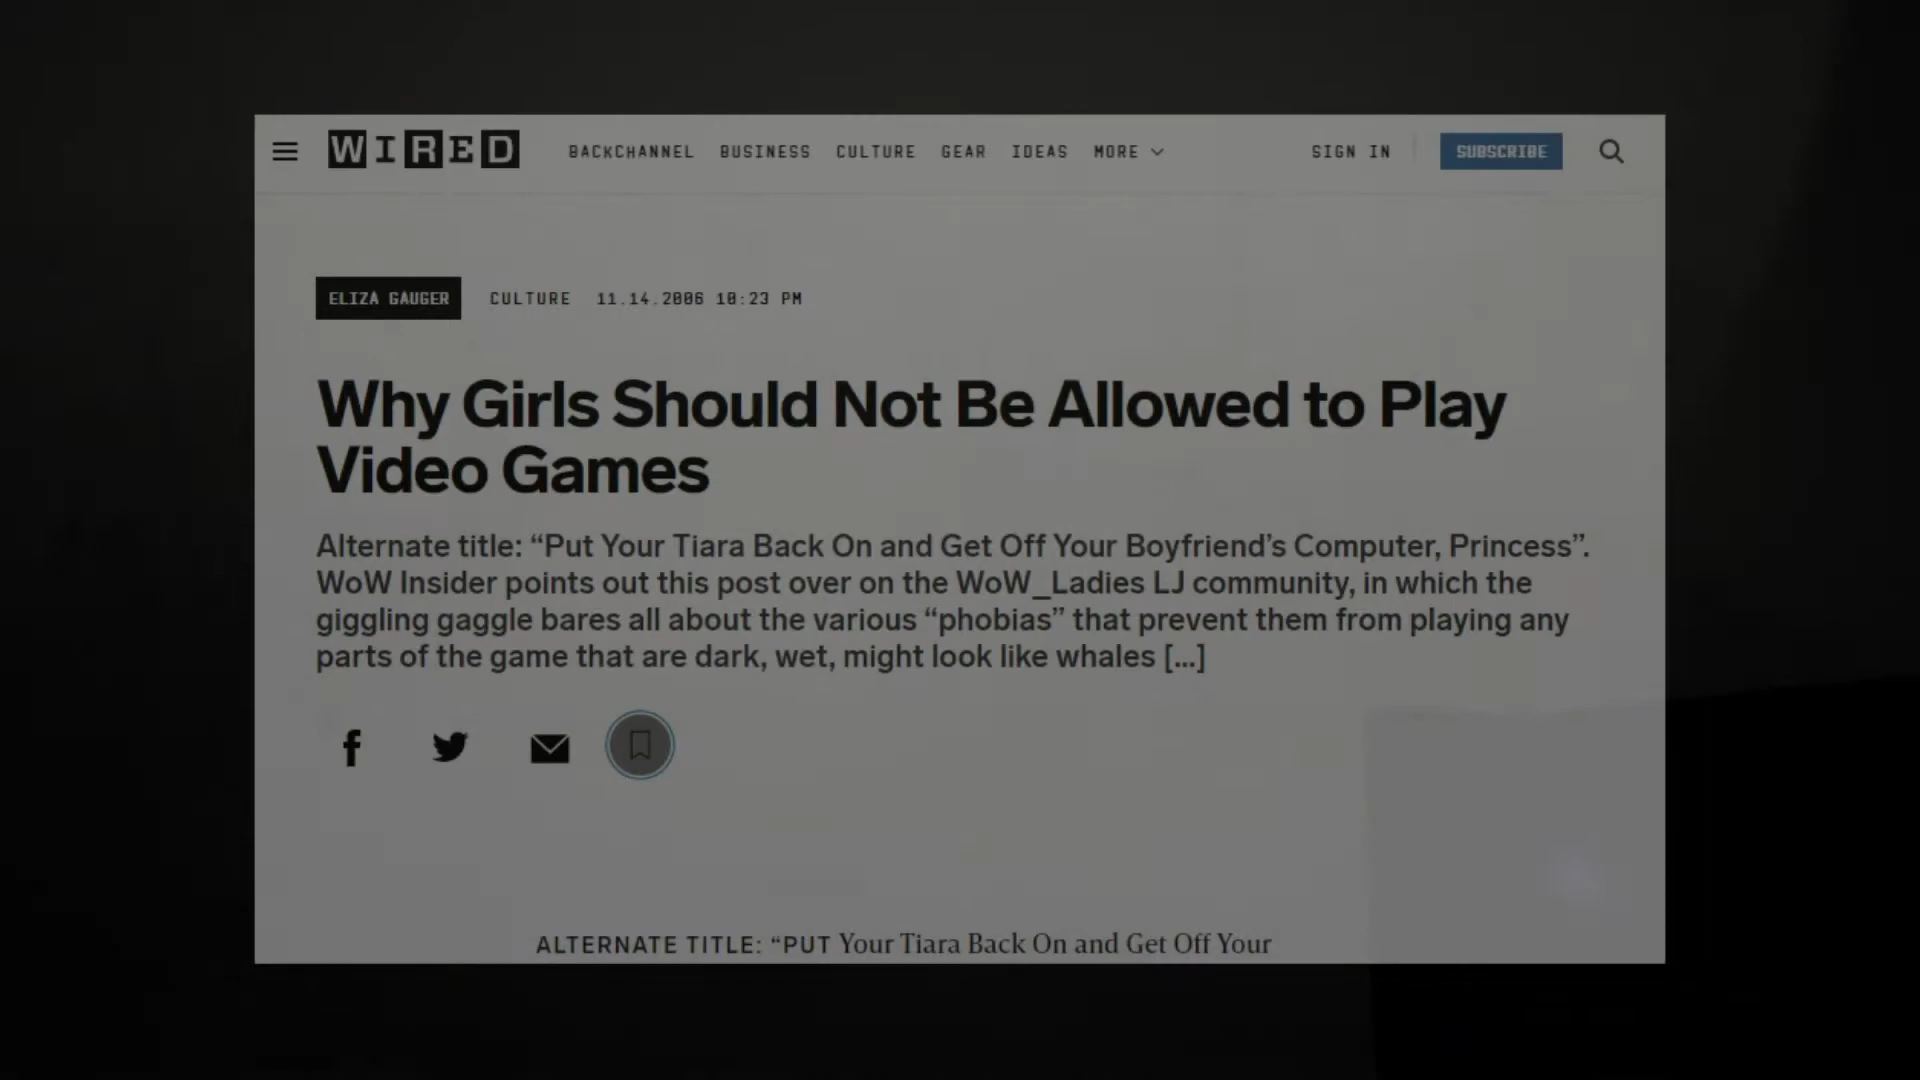 WIRED BACKCHANNEL BUSINESS CULTURE GEAR IDEAS MORE SIGN IN SUBSCRIBE
ELIZA GAUGER CULTURE 11.14.2006 10:23 PM
Why Girls Should Not Be Allowed to Play
Video Games
Alternate title: “Put Your Tiara Back On and Get Off Your Boyfriend’s Computer, Princess”.
WoW Insider points out this post over on the WoW_Ladies LJ community, in which the
giggling gaggle bares all about the various “phobias” that prevent them from playing any
parts of the game that are dark, wet, might look like whales [...]
ALTERNATE TITLE: “PUT Your Tiara Back On and Get Off Your